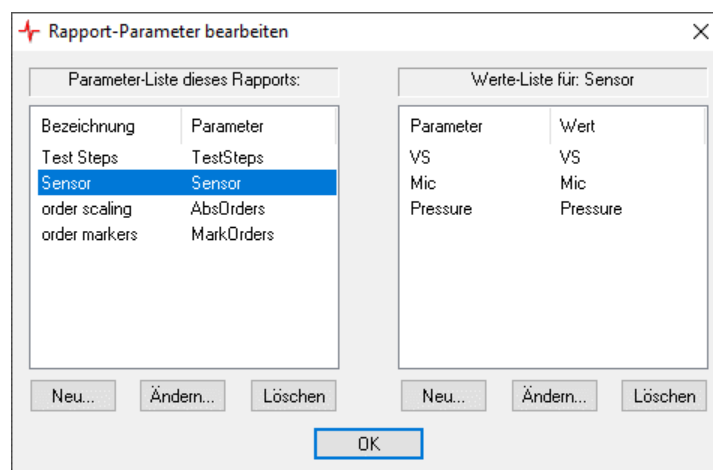 Rapport-Parameter bearbeiten
Parameter-Liste dieses Rapports:
Bezeichnung Parameter
Test Steps TestSteps
Sensor Sensor
order scaling AbsOrders
order markers MarkOrders
Neu... Ändern... Löschen
Werte-Liste für: Sensor
Parameter Wert
VS VS
Mic Mic
Pressure Pressure
Neu... Ändern... Löschen
OK